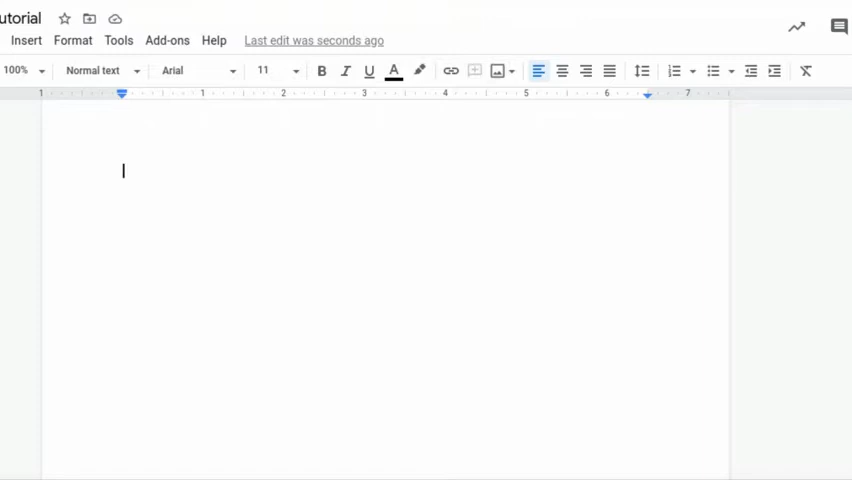 utorial
Insert Format Tools Add-ons Help Last edit was seconds ago
100% Normal text Arial 11 B I U A
1 1 2 3 4 5 6 7